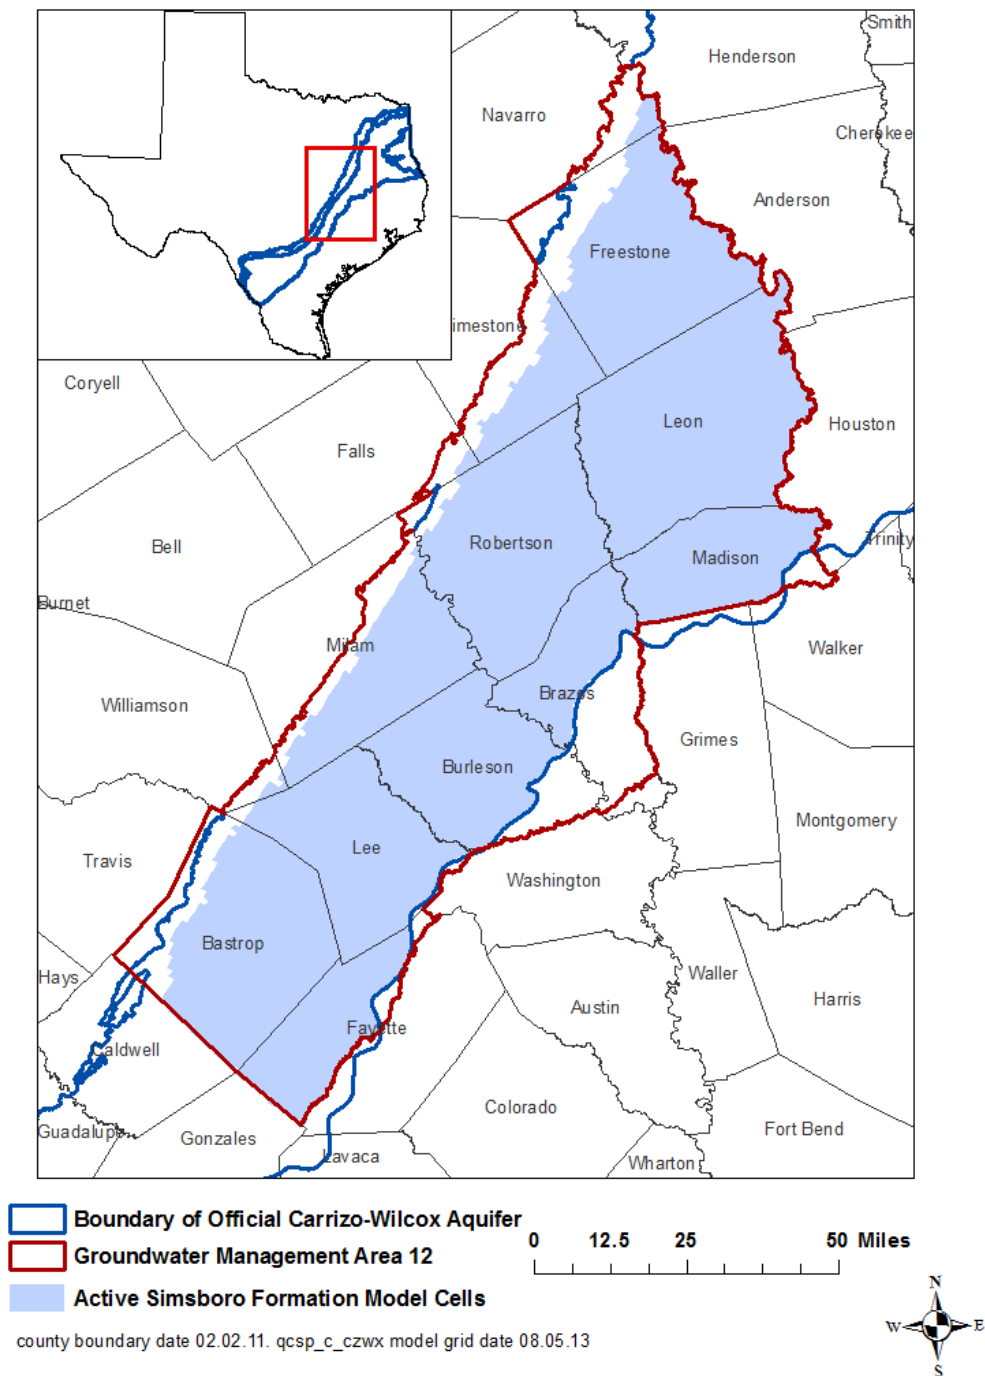 Smith
Henderson
Navarro
Cherokee
Anderson
Freestone
imestone
Coryell
Leon
Houston
Falls
Robertson
Trinity
Bell
Madison
Burnet
Milam
Walker
Brazos
Williamson
Grimes
Burleson
Montgomery
Lee
Travis
Washington
Bastrop
Hays
Waller
Harris
Austin
Fayette
Caldwell
Colorado
Guadalupe
Gonzales
Fort Bend
Lavaca
Wharton
Boundary of Official Carrizo-Wilcox Aquifer
Groundwater Management Area 12
Active Simsboro Formation Model Cells
0 12.5 25 50 Miles
county boundary date 02.02.11. qcsp_c_czwx model grid date 08.05.13
N
W E
S